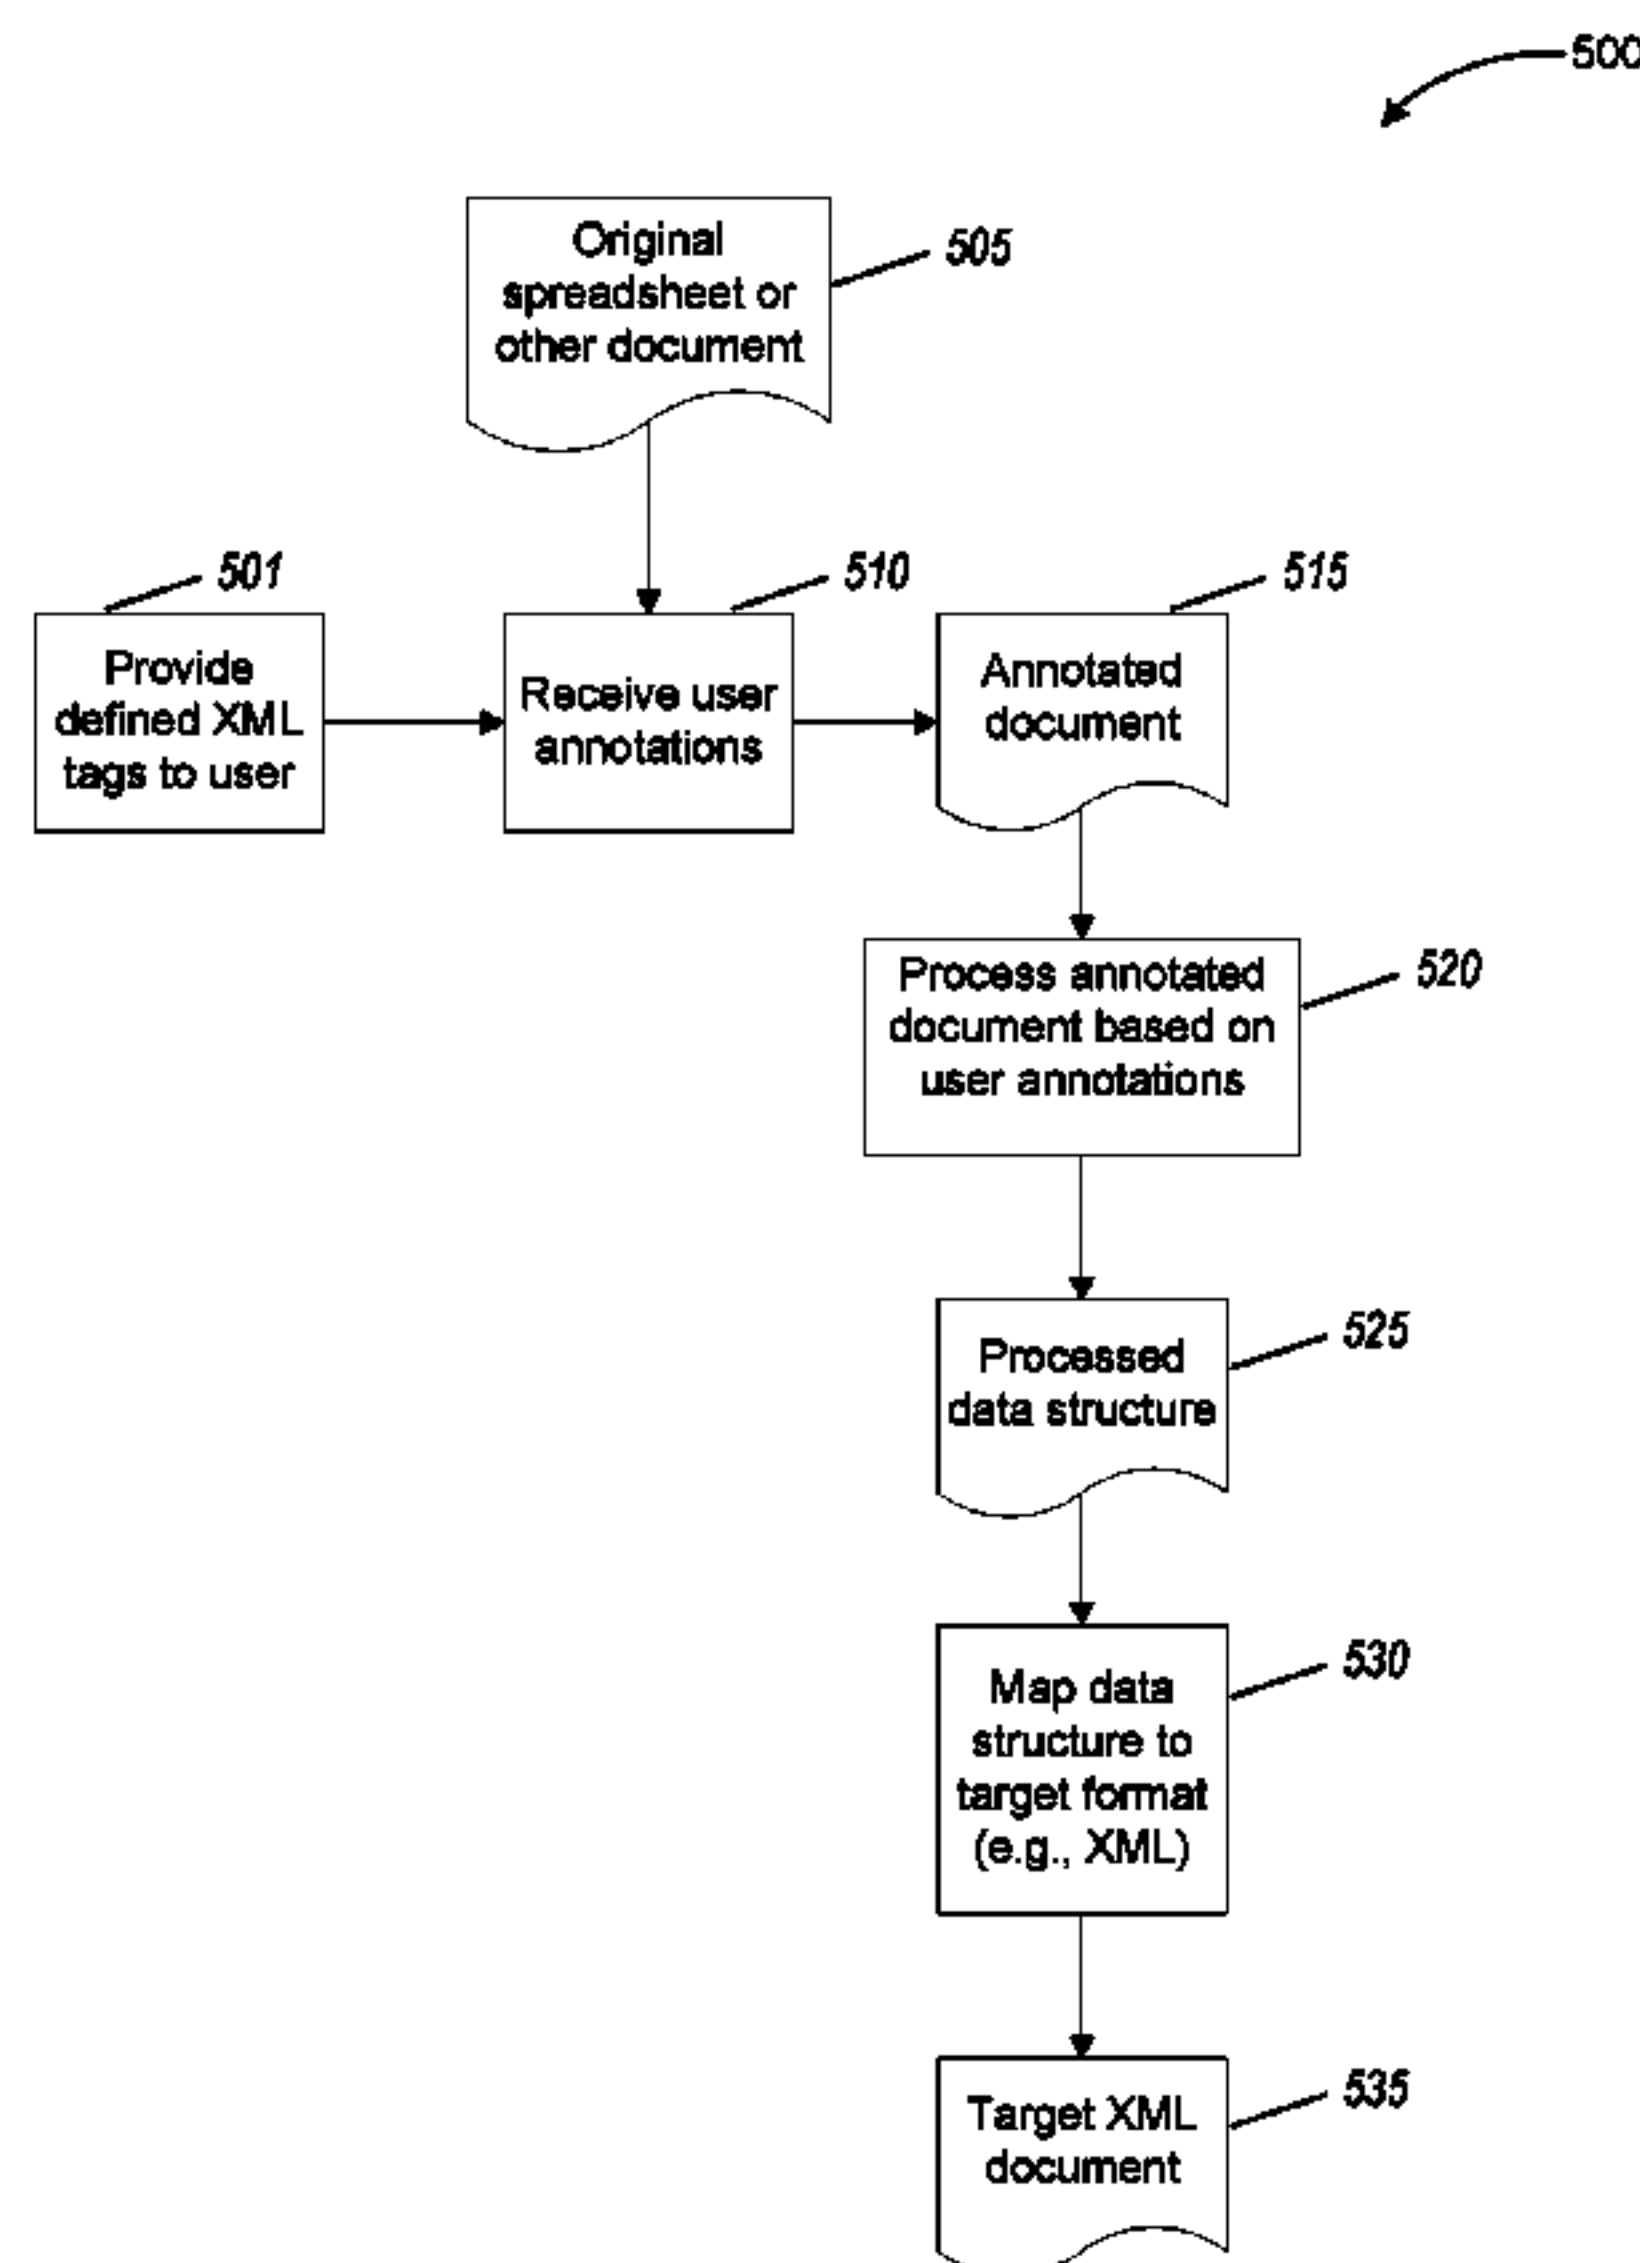 500
Original
spreadsheet or
other document
505
501
Provide
defined XML
tags to user
510
Receive user
annotations
515
Annotated
document
Process annotated
document based on
user annotations
520
Processed
data structure
525
Map data
structure to
target format
(e.g., XML)
530
Target XML
document
535